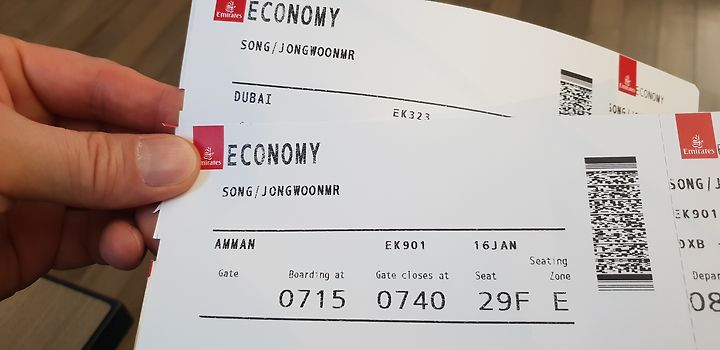 Emirates ECONOMY
SONG/JONGWOONMR
DUBAI EK323
ECONOMY
SONG/
Emirates ECONOMY
SONG/JONGWOONMR
AMMAN EK901 16JAN
Gate Boarding at Gate closes at Seat Seating Zone
0715 0740 29F E
Emirates
SONG/J
EK901
DXB
Depar
08